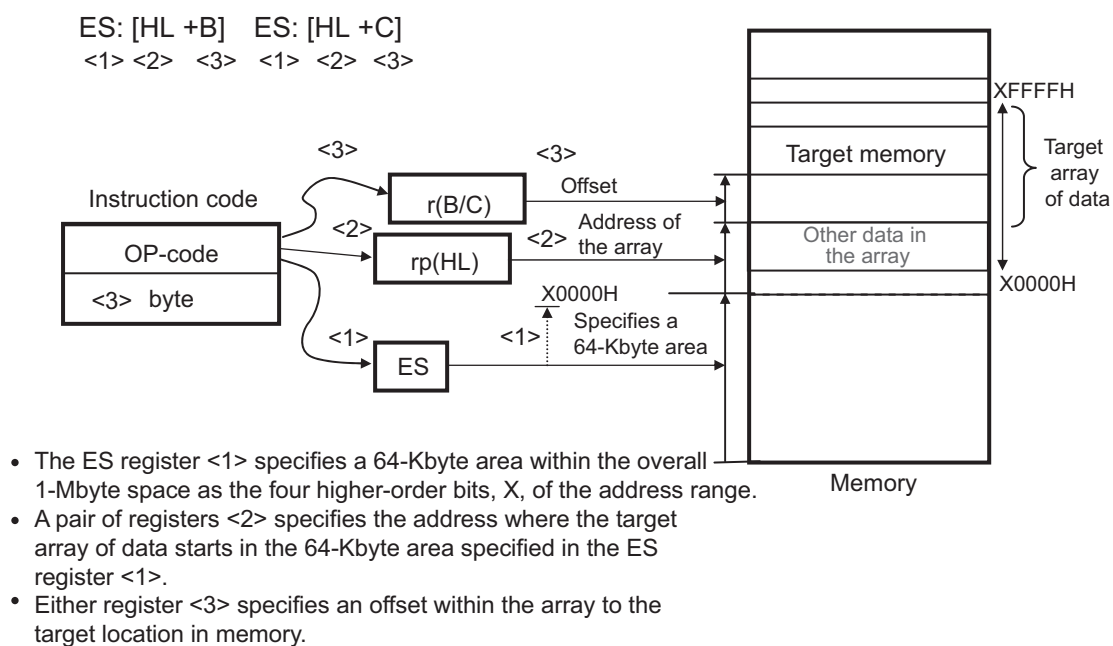 ES: [HL +B] ES: [HL +C]
<1> <2> <3> <1> <2> <3>
XFFFFH
Target memory
Target
array
of data
<3>
<3>
Instruction code
r(B/C)
Offset
OP-code
<2>
rp(HL)
<2>
Address of
the array
Other data in
the array
<3> byte
X0000H
X0000H
<1>
ES
<1>
Specifies a
64-Kbyte area
Memory
• The ES register <1> specifies a 64-Kbyte area within the overall
1-Mbyte space as the four higher-order bits, X, of the address range.
• A pair of registers <2> specifies the address where the target
array of data starts in the 64-Kbyte area specified in the ES
register <1>.
• Either register <3> specifies an offset within the array to the
target location in memory.